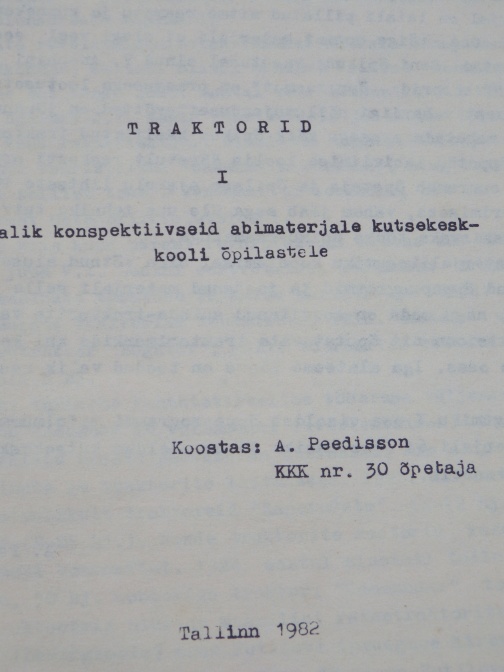 TRAKTORID
I
alik konspektiivseid abimaterjale kutsekesk-
kooli õpilastele
Koostas: A. Peedisson
KKK nr. 30 õpetaja
Tallinn 1982